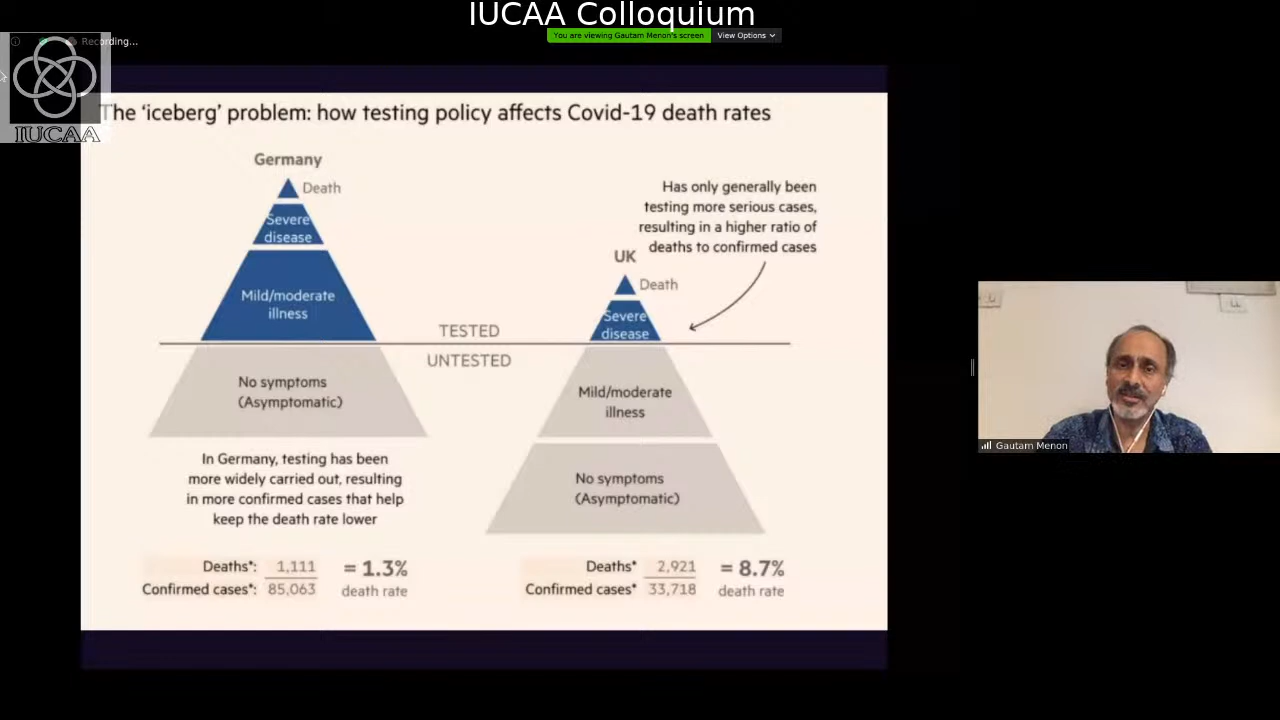 IUCAA Colloquium
You are viewing Gautam Menon's screen
View Options
Recording...
IUCAA
The ‘iceberg’ problem: how testing policy affects Covid-19 death rates
Germany
Death
Severe
disease
Mild/moderate
illness
No symptoms
(Asymptomatic)
In Germany, testing has been
more widely carried out, resulting
in more confirmed cases that help
keep the death rate lower
Deaths*: 1,111
Confirmed cases*: 85,063
= 1.3%
death rate
TESTED
UNTESTED
Has only generally been
testing more serious cases,
resulting in a higher ratio of
deaths to confirmed cases
UK
Death
Severe
disease
Mild/moderate
illness
No symptoms
(Asymptomatic)
Deaths* 2,921
Confirmed cases* 33,718
= 8.7%
death rate
Gautam Menon